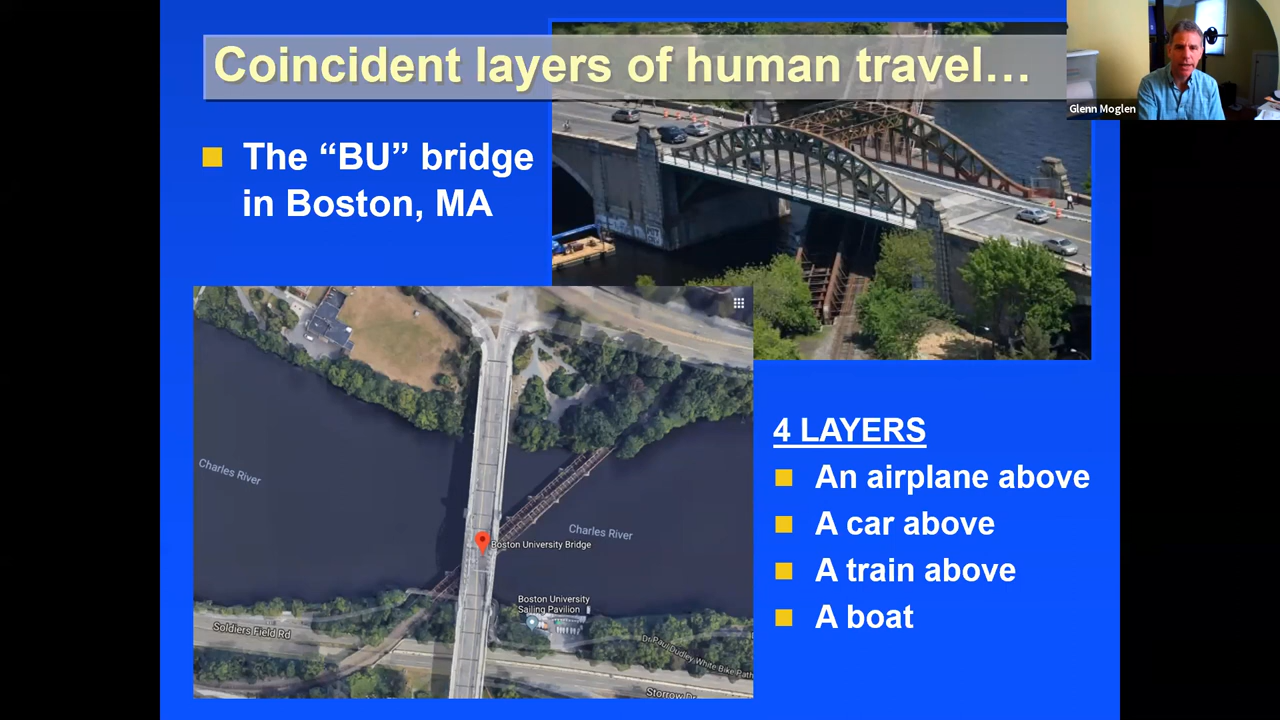 Coincident layers of human travel…
Glenn Moglen
The “BU” bridge
in Boston, MA
Charles River
Charles River
Boston University Bridge
Boston University
Sailing Pavilion
Soldiers Field Rd
Dr Paul Dudley White Bike Path
Storrow Dr
4 LAYERS
An airplane above
A car above
A train above
A boat